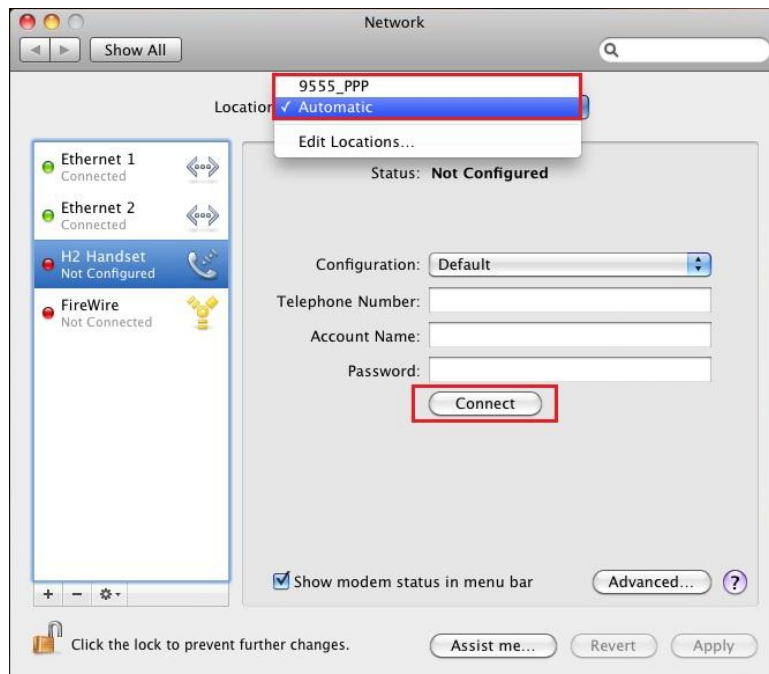 Network
Show All
9555_PPP
Location
✓ Automatic
Edit Locations...
Ethernet 1
Connected
Ethernet 2
Connected
H2 Handset
Not Configured
FireWire
Not Connected
Status: Not Configured
Configuration: Default
Telephone Number:
Account Name:
Password:
Connect
Show modem status in menu bar
Advanced...
?
Click the lock to prevent further changes.
Assist me...
Revert
Apply